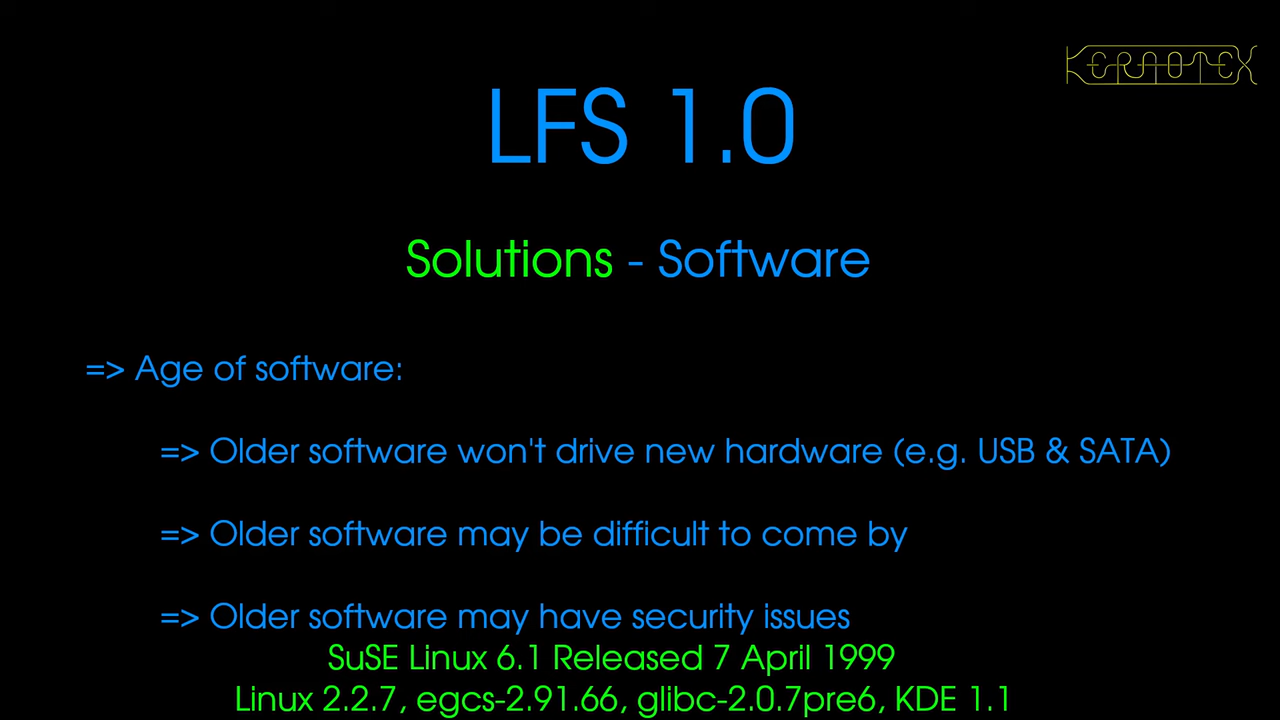 KERNOTEX
LFS 1.0
Solutions - Software
=> Age of software:
=> Older software won't drive new hardware (e.g. USB & SATA)
=> Older software may be difficult to come by
=> Older software may have security issues
SuSE Linux 6.1 Released 7 April 1999
Linux 2.2.7, egcs-2.91.66, glibc-2.0.7pre6, KDE 1.1